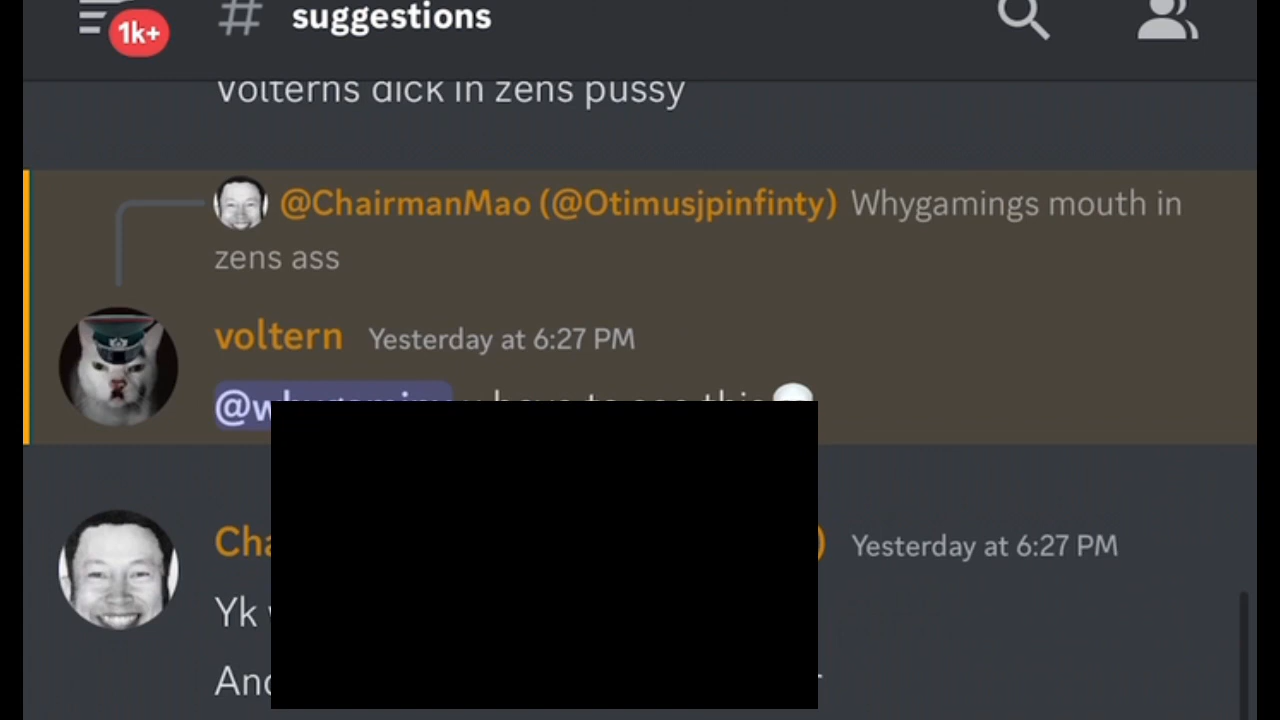 1k+
# suggestions
Volterns dick in zens pussy
@ChairmanMao (@Otimusjpinfinty) Whygamings mouth in
zens ass
voltern Yesterday at 6:27 PM
Yesterday at 6:27 PM
Yk